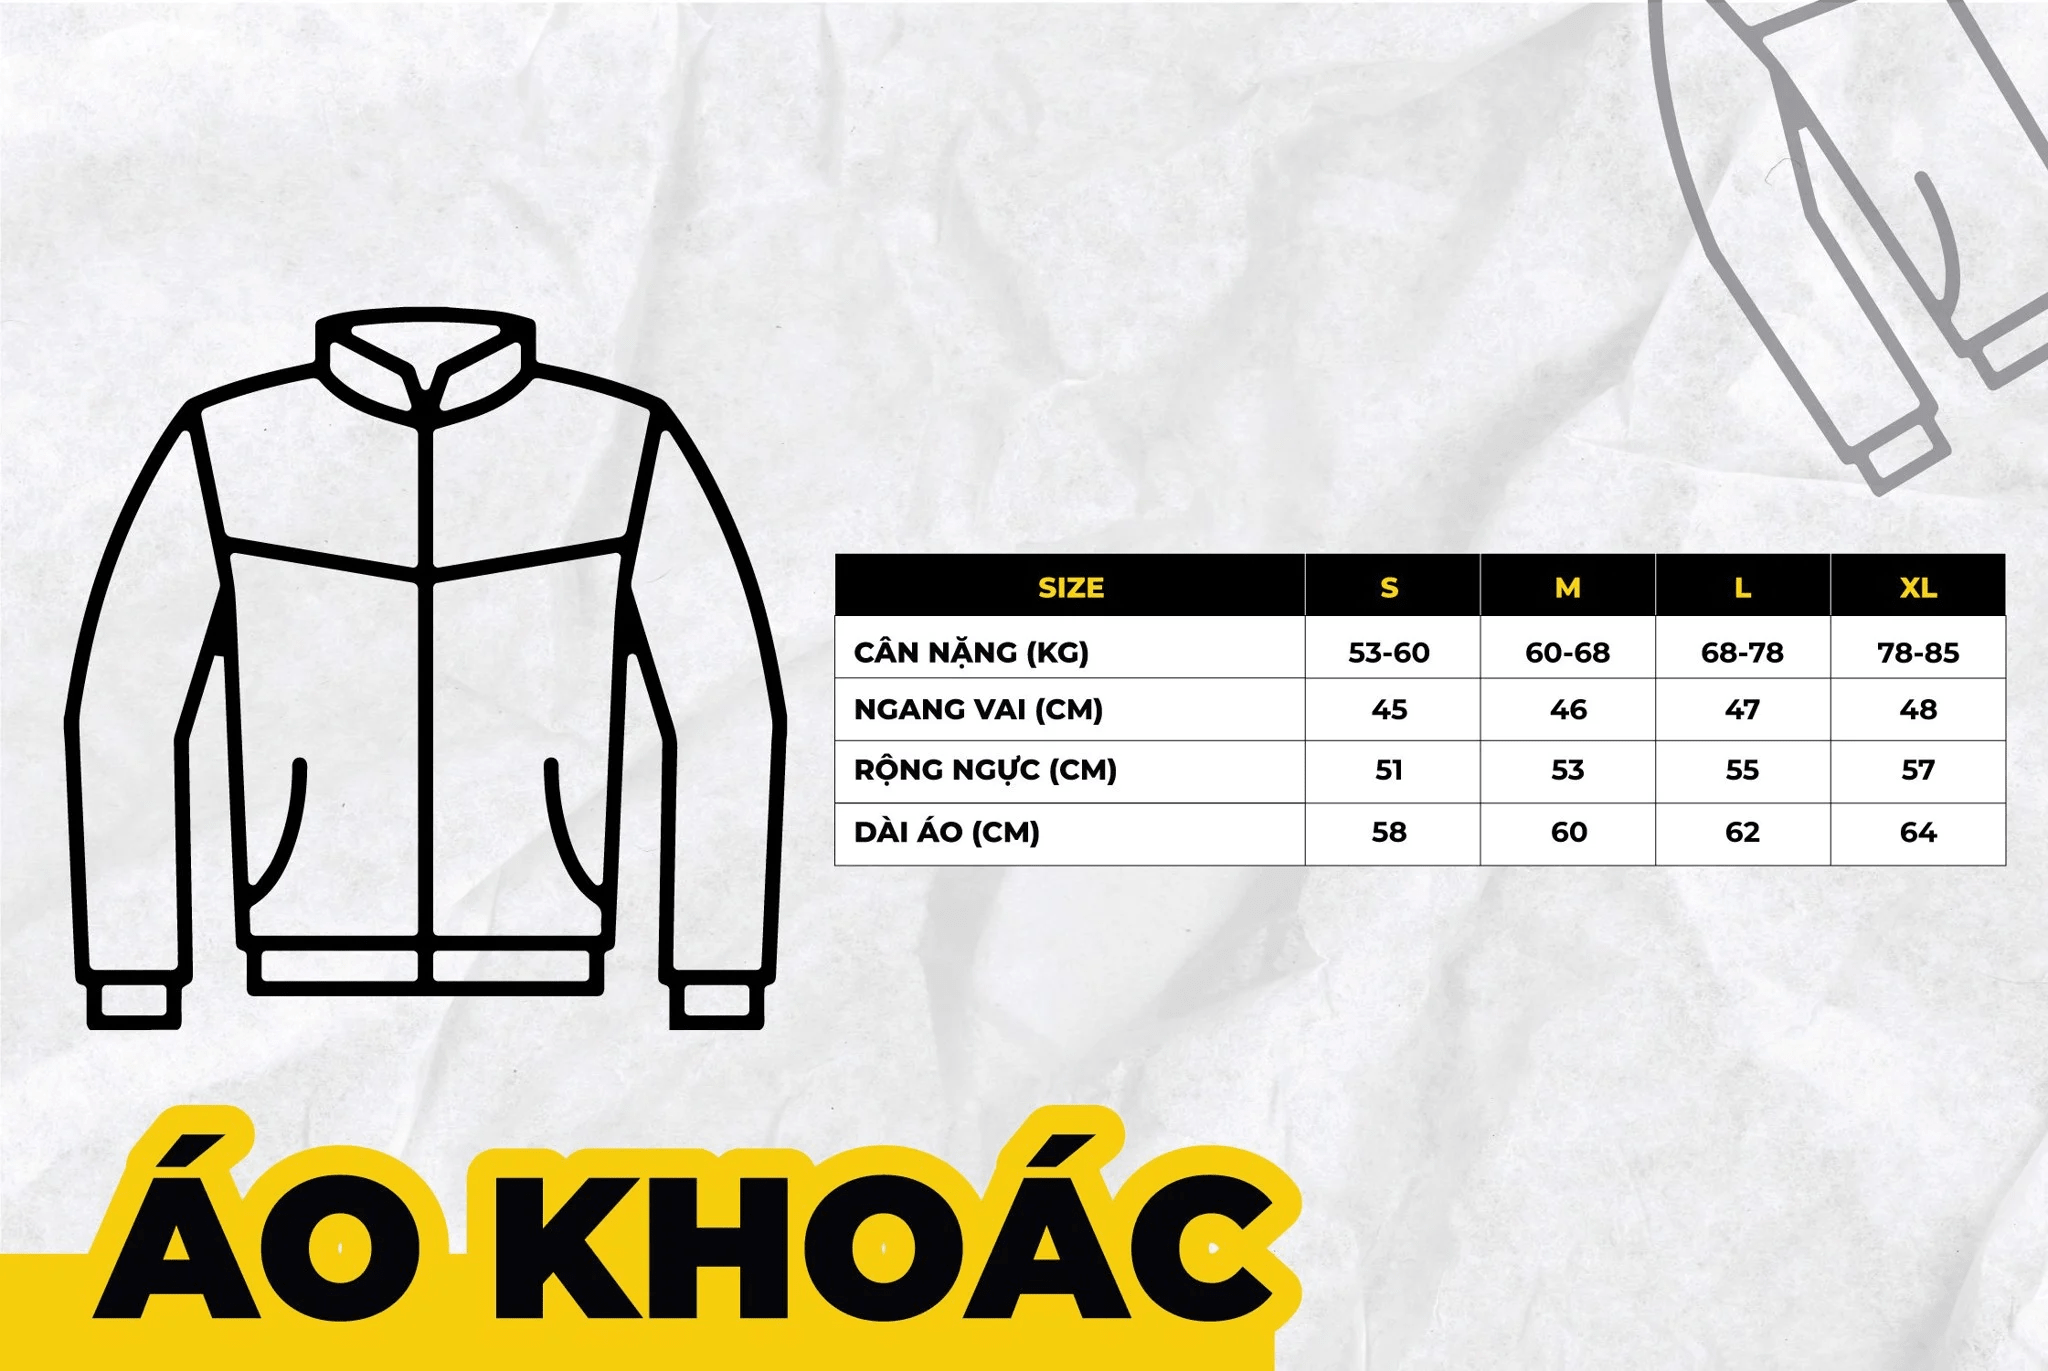 SIZE S M L XL
CÂN NẶNG (KG) 53-60 60-68 68-78 78-85
NGANG VAI (CM) 45 46 47 48
RỘNG NGỰC (CM) 51 53 55 57
DÀI ÁO (CM) 58 60 62 64
ÁO KHOÁC